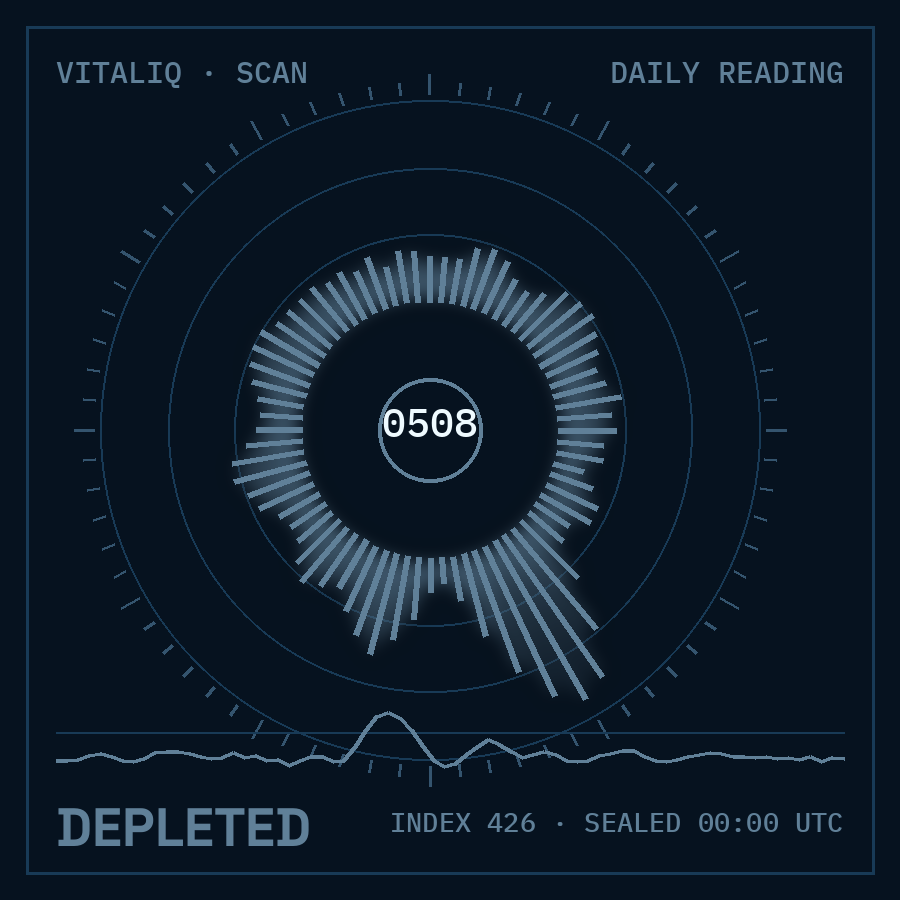 VITALIQ · SCAN
DAILY READING
0508
DEPLETED
INDEX 426 · SEALED 00:00 UTC